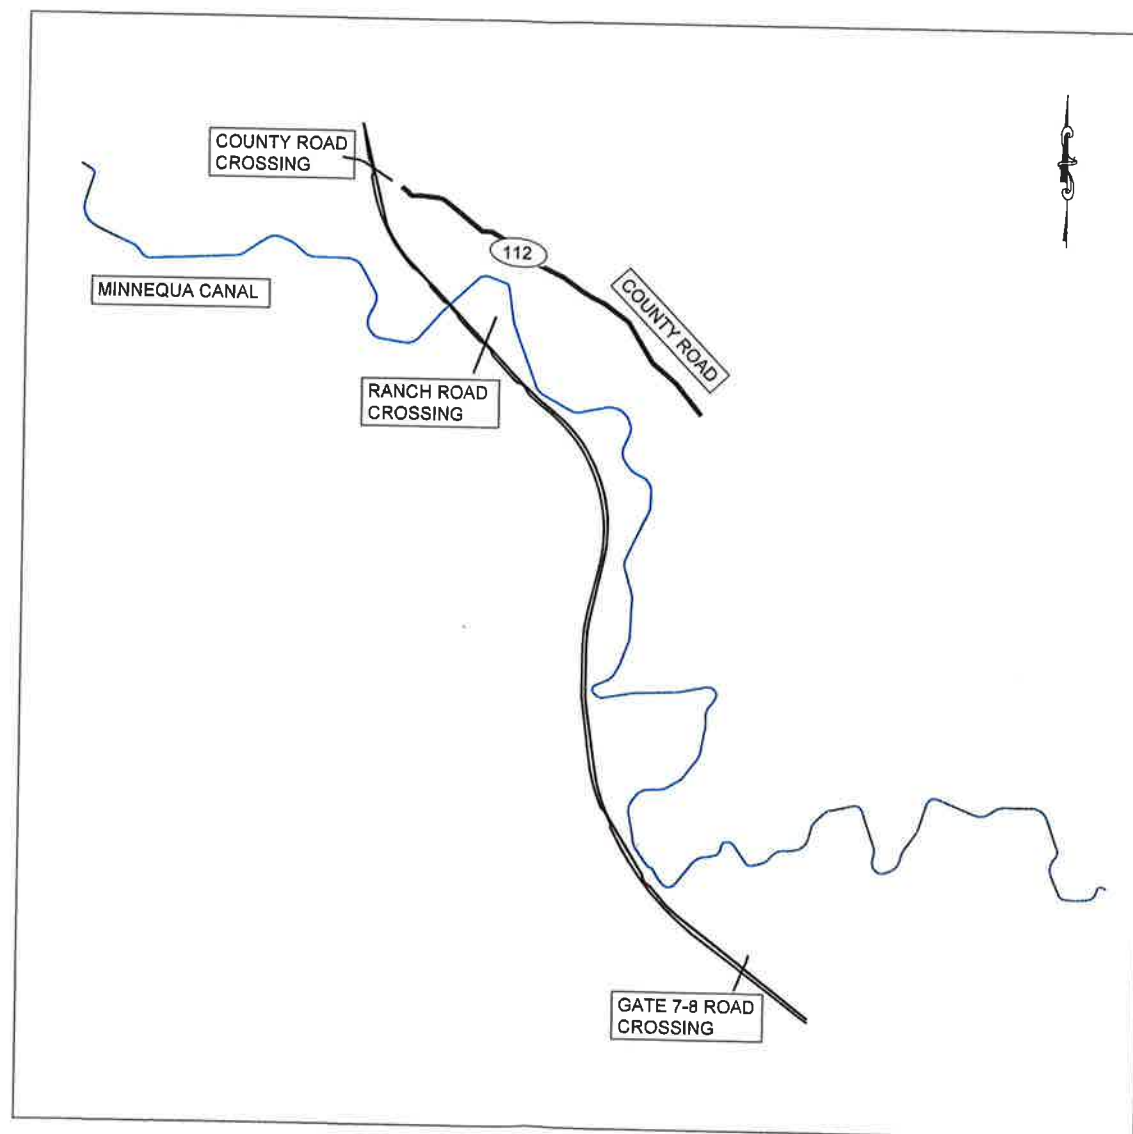 COUNTY ROAD
CROSSING
112
MINNEQUA CANAL
COUNTY ROAD
RANCH ROAD
CROSSING
GATE 7-8 ROAD
CROSSING